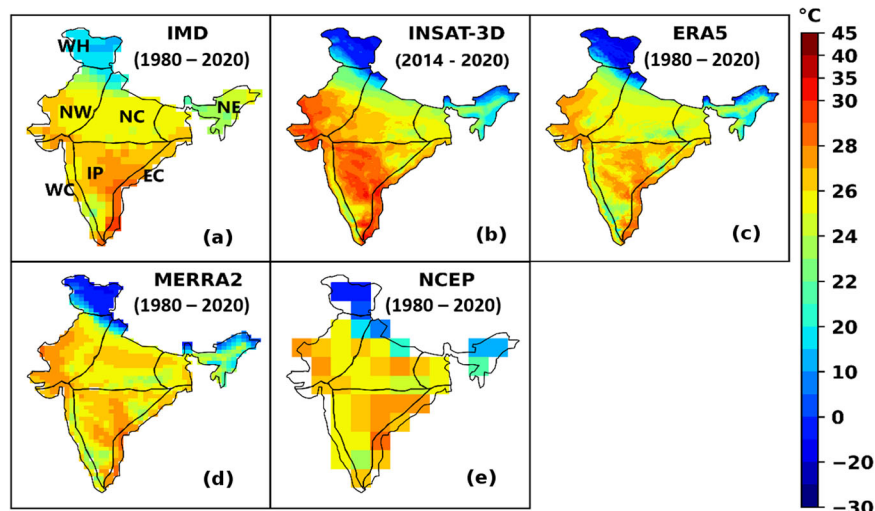 IMD
(1980 – 2020)
WH
NW
NC
NE
IP
WC
EC
(a)
INSAT-3D
(2014 - 2020)
(b)
ERA5
(1980 – 2020)
(c)
MERRA2
(1980 – 2020)
(d)
NCEP
(1980 – 2020)
(e)
°C
45
40
35
30
28
26
24
22
20
10
0
−20
−30